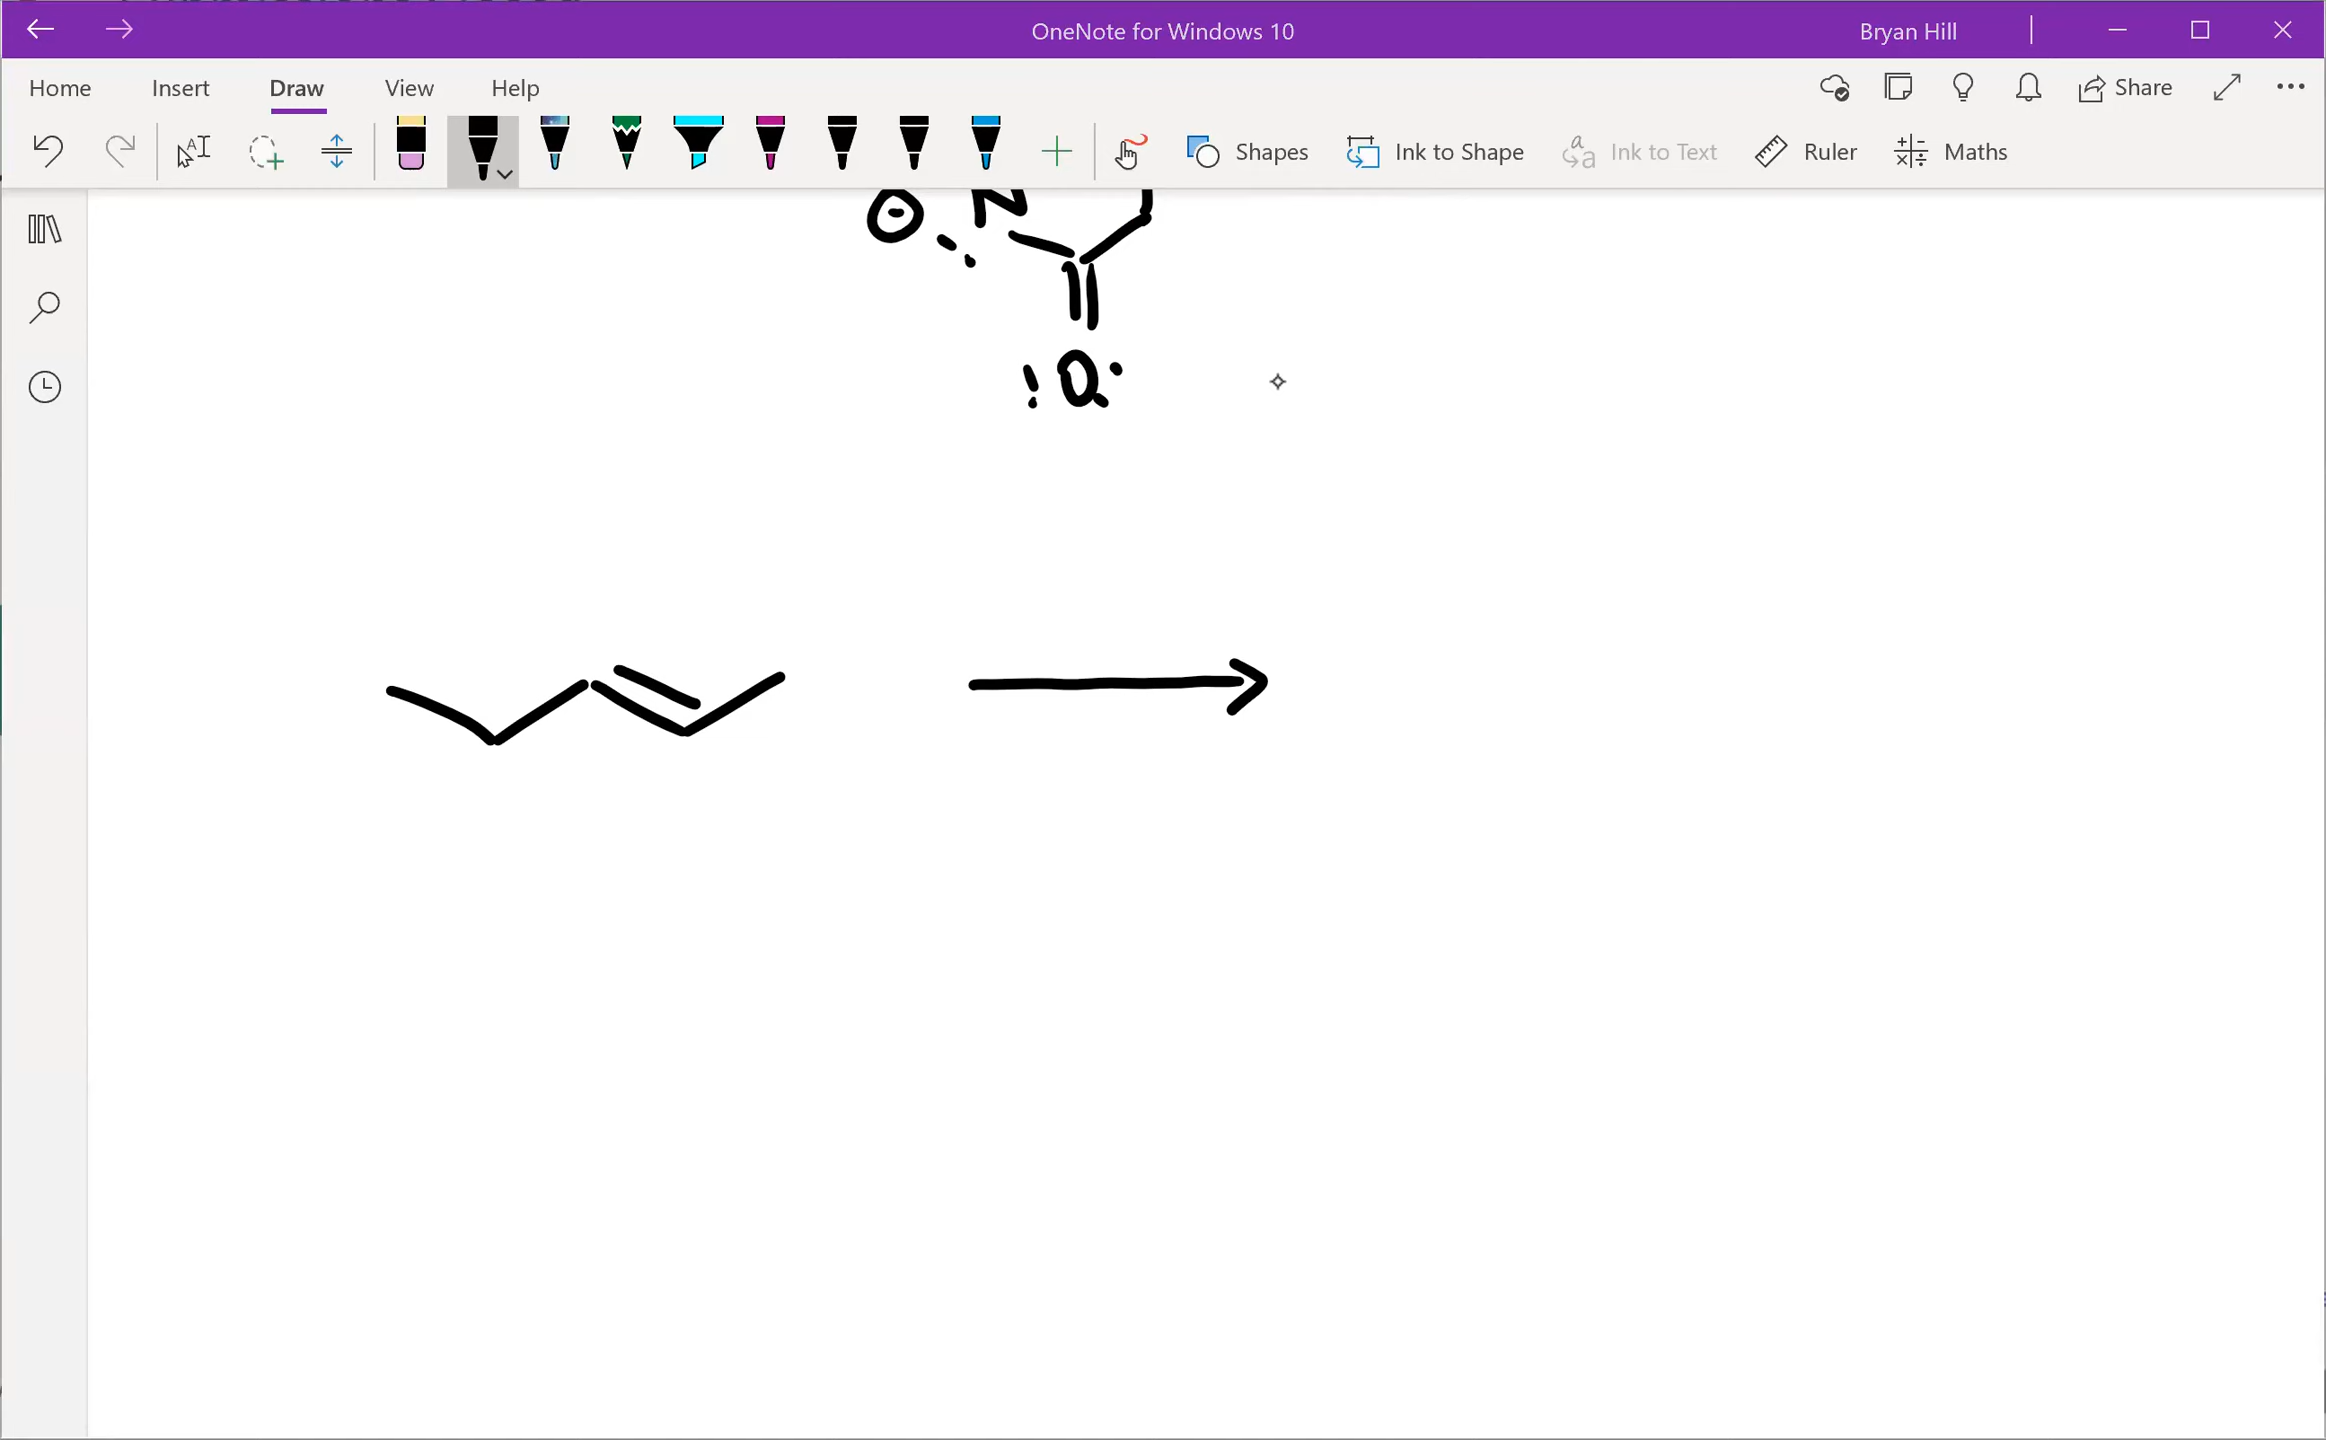 OneNote for Windows 10 Bryan Hill
Home Insert Draw View Help Share
Shapes Ink to Shape Ink to Text Ruler Maths
N
O